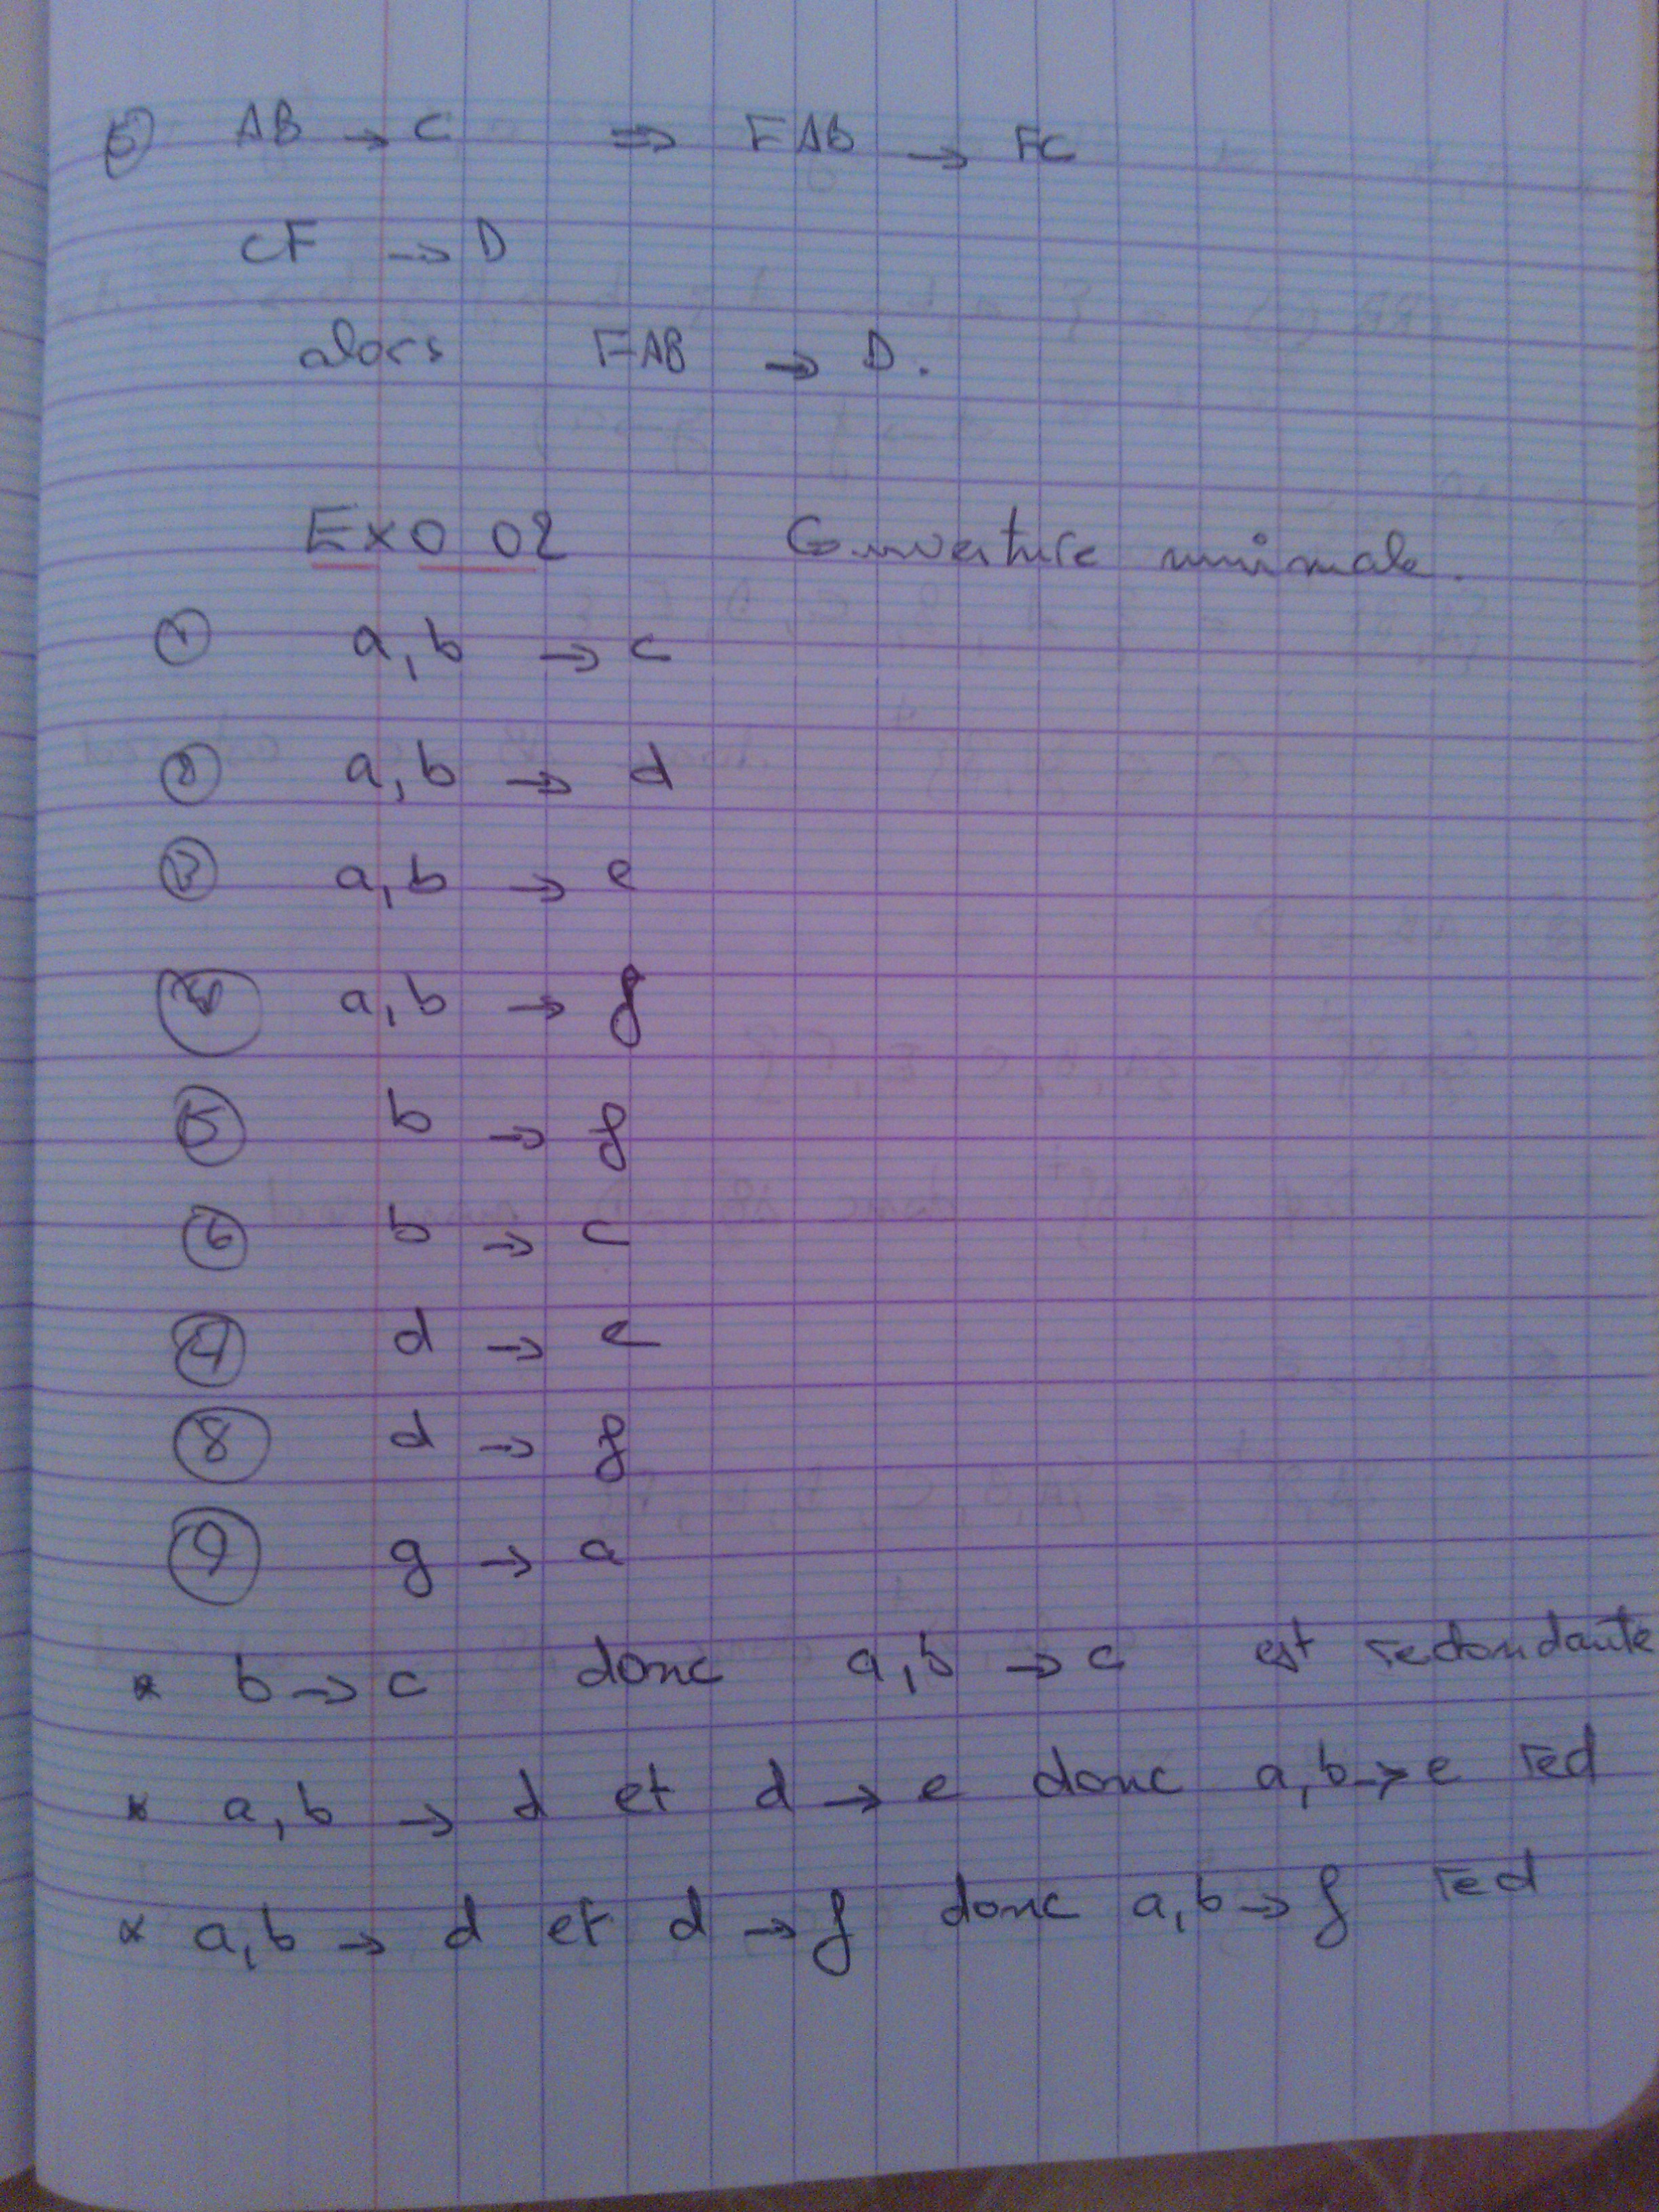 ⑤ AB → C ⇒ FAB → FC
CF → D
alors FAB → D.
Exo 02 Couverture minimale.
① a,b → c
② a,b → d
③ a,b → e
④ a,b → f
⑤ b → f
⑥ b → c
⑦ d → e
⑧ d → f
⑨ g → a
* b → c donc a,b → c est redondante
* a,b → d et d → e donc a,b → e red
* a,b → d et d → f donc a,b → f red